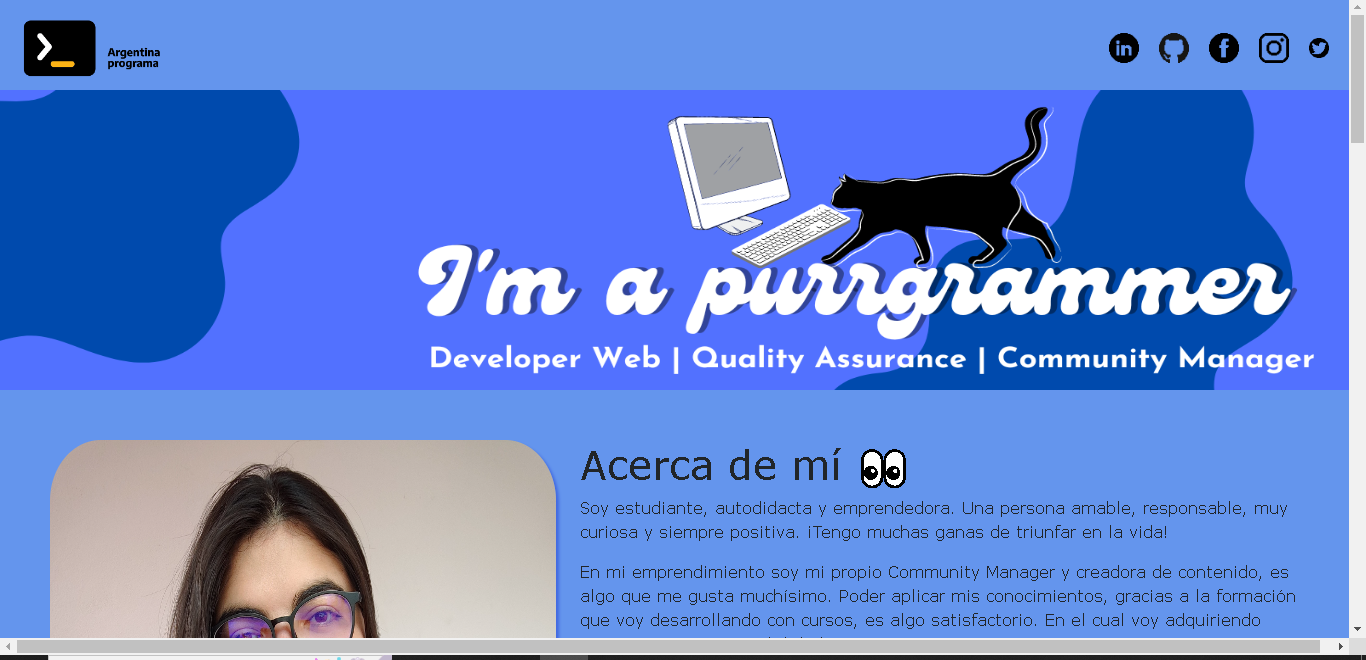 Argentina
programa
I'm a purrgrammer
Developer Web | Quality Assurance | Community Manager
Acerca de mí 👀
Soy estudiante, autodidacta y emprendedora. Una persona amable, responsable, muy
curiosa y siempre positiva. ¡Tengo muchas ganas de triunfar en la vida!
En mi emprendimiento soy mi propio Community Manager y creadora de contenido, es
algo que me gusta muchísimo. Poder aplicar mis conocimientos, gracias a la formación
que voy desarrollando con cursos, es algo satisfactorio. En el cual voy adquiriendo